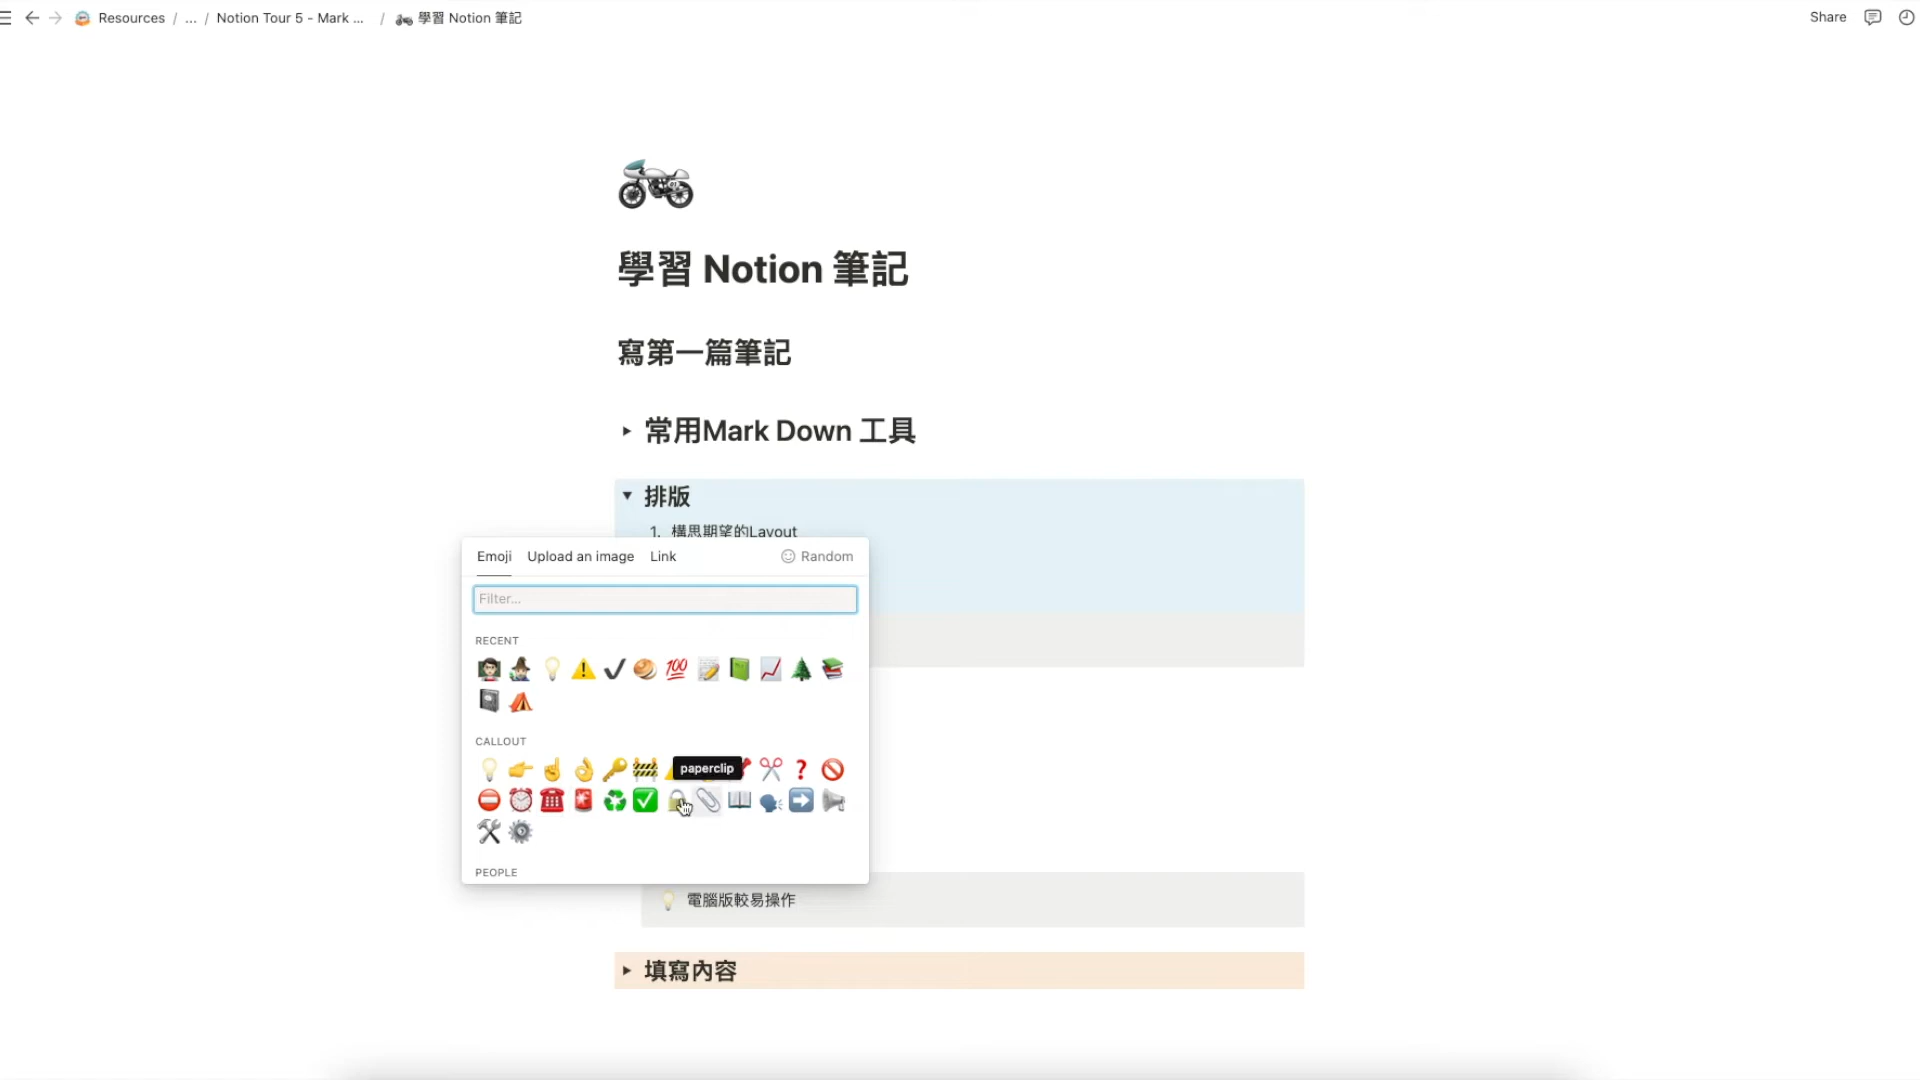 Resources / ... / Notion Tour 5 - Mark ... / 學習 Notion 筆記
Share
學習 Notion 筆記
寫第一篇筆記
常用Mark Down 工具
排版
1. 構思期望的Layout
Emoji Upload an image Link Random
Filter...
RECENT
CALLOUT
paperclip
PEOPLE
電腦版較易操作
填寫內容